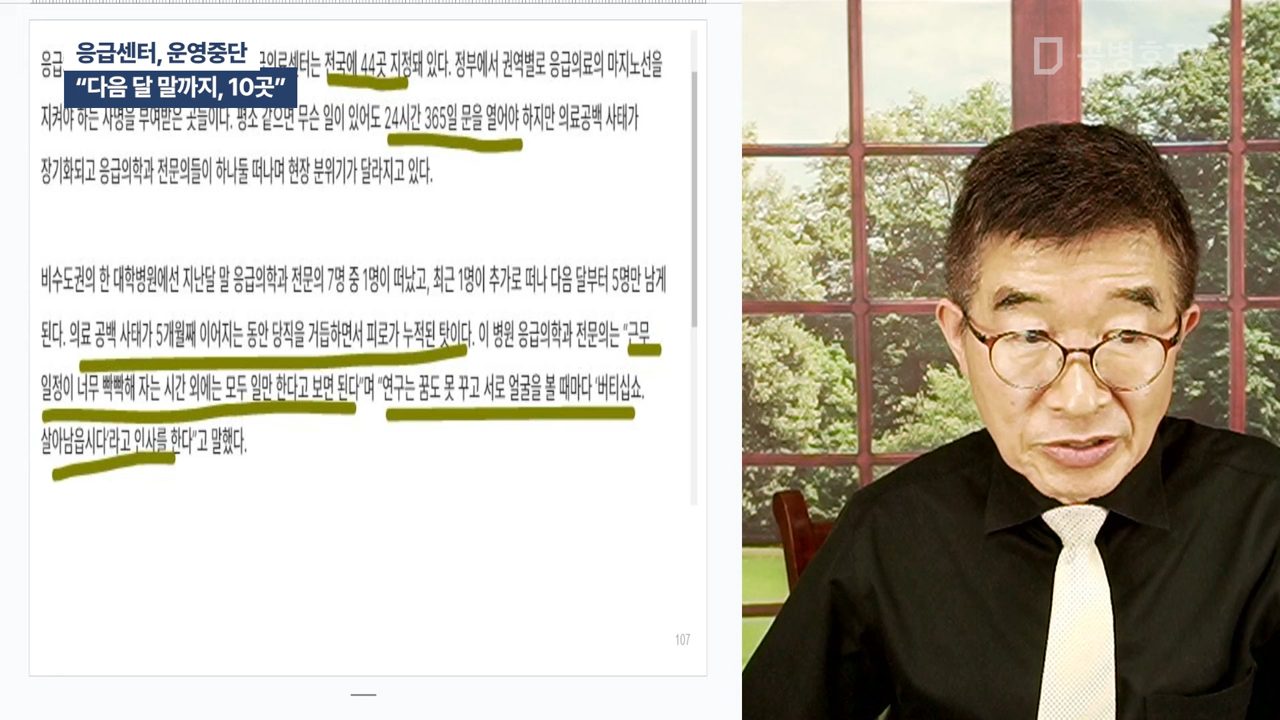 응급센터, 운영중단
“다음 달 말까지, 10곳”
응급 급의료센터는 전국에 44곳 지정돼 있다. 정부에서 권역별로 응급의료의 마지노선을
지켜야 하는 사명을 부여받은 곳들이다. 평소 같으면 무슨 일이 있어도 24시간 365일 문을 열어야 하지만 의료공백 사태가
장기화되고 응급의학과 전문의들이 하나둘 떠나며 현장 분위기가 달라지고 있다.
비수도권의 한 대학병원에선 지난달 말 응급의학과 전문의 7명 중 1명이 떠났고, 최근 1명이 추가로 떠나 다음 달부터 5명만 남게
된다. 의료 공백 사태가 5개월째 이어지는 동안 당직을 거듭하면서 피로가 누적된 탓이다. 이 병원 응급의학과 전문의는 “근무
일정이 너무 빡빡해 자는 시간 외에는 모두 일만 한다고 보면 된다”며 “연구는 꿈도 못 꾸고 서로 얼굴을 볼 때마다 ‘버티십쇼.
살아남읍시다’라고 인사를 한다”고 말했다.
107
공병호TV